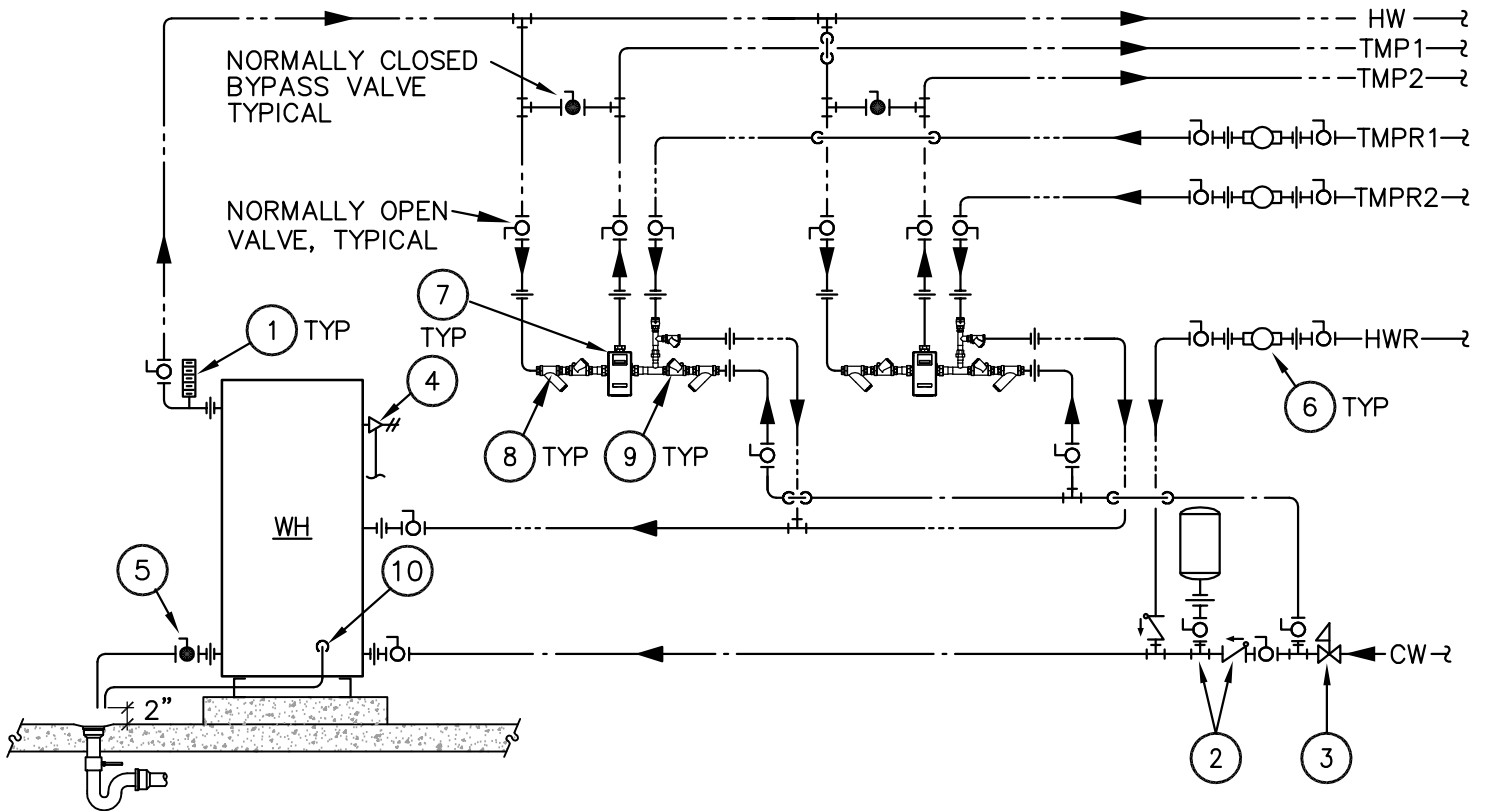 HW
NORMALLY CLOSED
BYPASS VALVE
TYPICAL
TMP1
TMP2
TMPR1
TMPR2
NORMALLY OPEN
VALVE, TYPICAL
7
TYP
1 TYP
HWR
4
6 TYP
8 TYP
9 TYP
WH
5
10
CW
2"
2
3